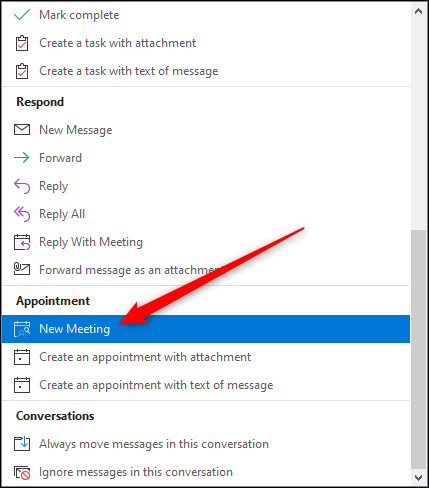 Mark complete
Create a task with attachment
Create a task with text of message
Respond
New Message
Forward
Reply
Reply All
Reply With Meeting
Forward message as an attachment
Appointment
New Meeting
Create an appointment with attachment
Create an appointment with text of message
Conversations
Always move messages in this conversation
Ignore messages in this conversation